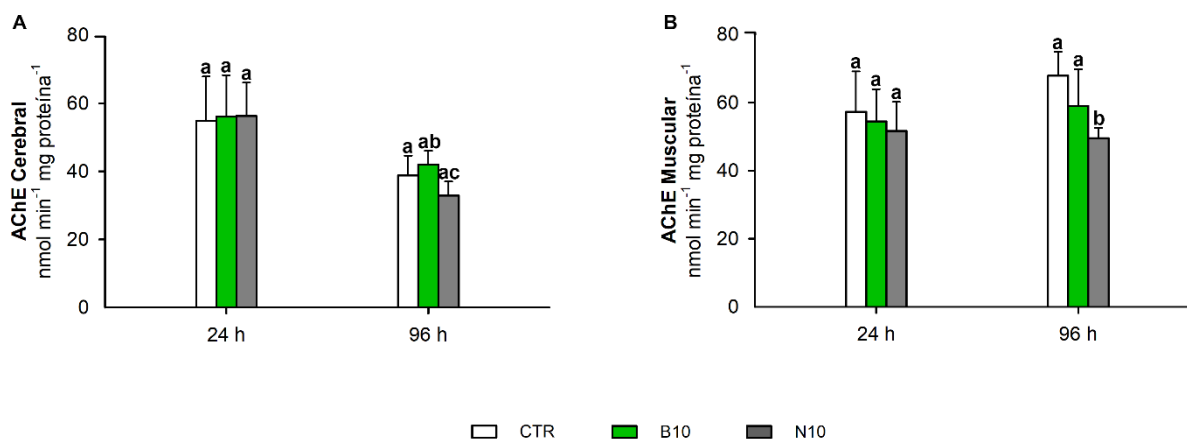 A
AChE Cerebral
nmol min⁻¹ mg proteína⁻¹
80
60
40
20
0
a a a
a ab ac
24 h 96 h
B
AChE Muscular
nmol min⁻¹ mg proteína⁻¹
80
60
40
20
0
a a a
a a b
24 h 96 h
CTR B10 N10